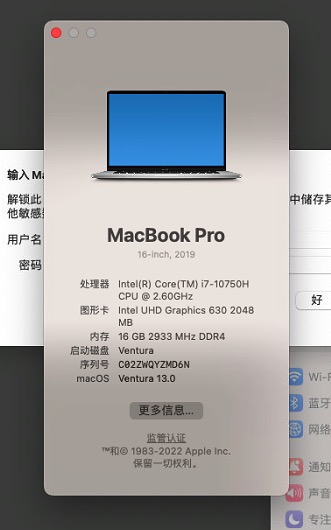 输入 Ma
解锁此
他敏感
中储存其
用户名
密码
好
MacBook Pro
16-inch, 2019
处理器 Intel(R) Core(TM) i7-10750H
CPU @ 2.60GHz
图形卡 Intel UHD Graphics 630 2048
MB
内存 16 GB 2933 MHz DDR4
启动磁盘 Ventura
序列号 C02ZWQYZMD6N
macOS Ventura 13.0
更多信息...
监管认证
™和© 1983-2022 Apple Inc.
保留一切权利。
Wi-F
蓝牙
网络
通知
声音
专注